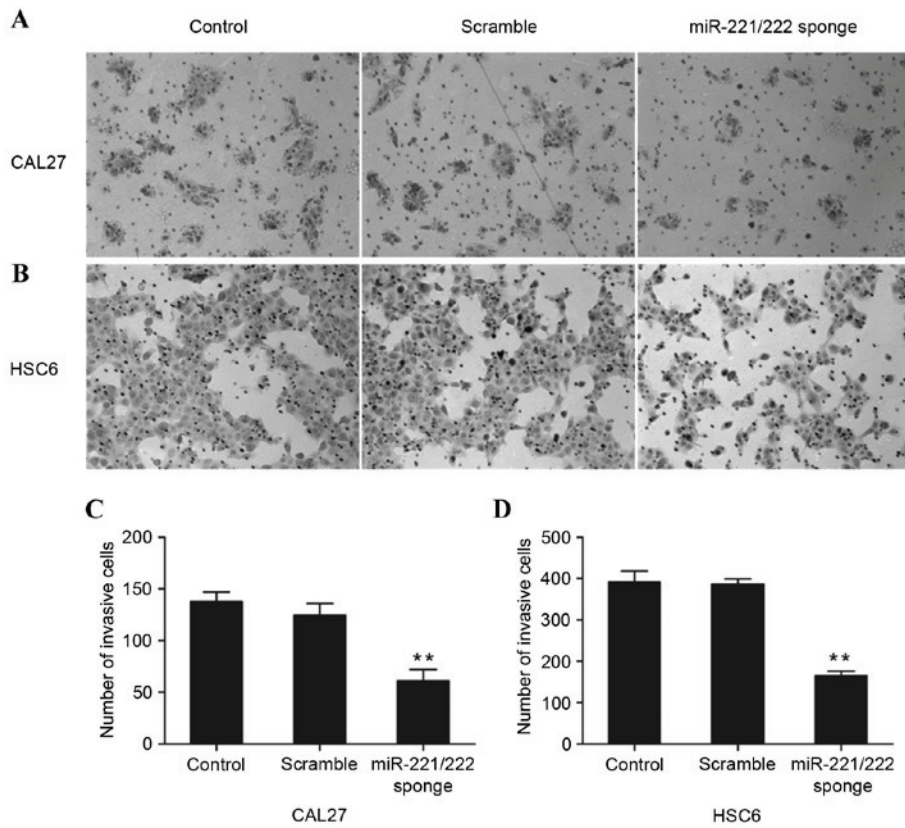 A
Control Scramble miR-221/222 sponge
CAL27
B
HSC6
C
Number of invasive cells
200
150
100
50
0
**
Control Scramble miR-221/222
sponge
CAL27
D
Number of invasive cells
500
400
300
200
100
0
**
Control Scramble miR-221/222
sponge
HSC6